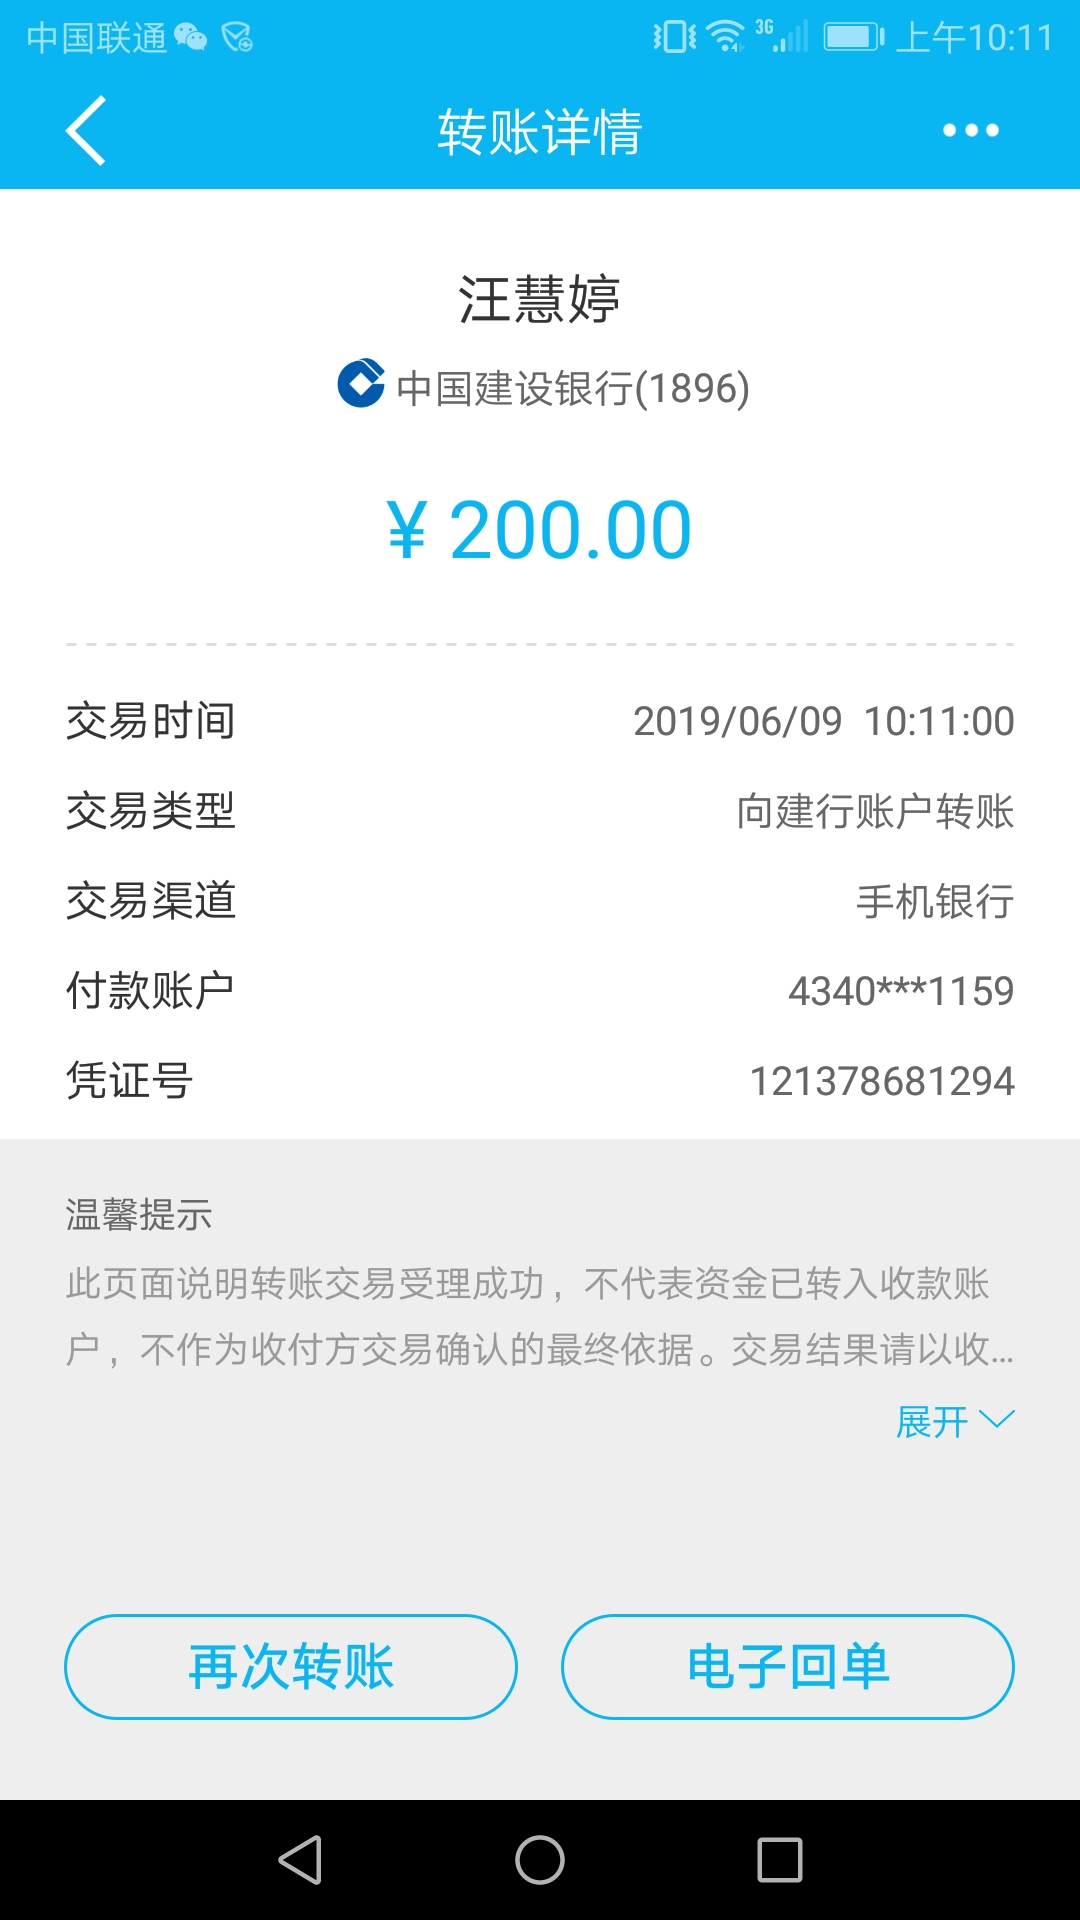 中国联通 3G 上午10:11
转账详情
汪慧婷
中国建设银行(1896)
¥ 200.00
交易时间 2019/06/09 10:11:00
交易类型 向建行账户转账
交易渠道 手机银行
付款账户 4340***1159
凭证号 121378681294
温馨提示
此页面说明转账交易受理成功，不代表资金已转入收款账
户，不作为收付方交易确认的最终依据。交易结果请以收...
展开
再次转账 电子回单